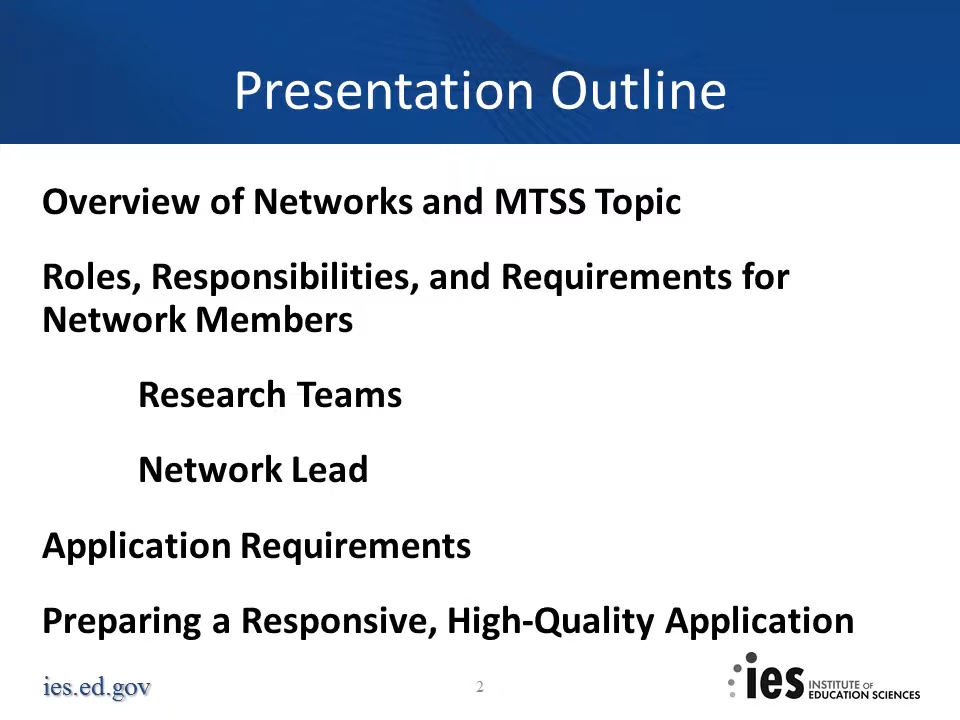 Presentation Outline
Overview of Networks and MTSS Topic
Roles, Responsibilities, and Requirements for
Network Members
Research Teams
Network Lead
Application Requirements
Preparing a Responsive, High-Quality Application
ies.ed.gov
2
ies INSTITUTE OF
EDUCATION SCIENCES